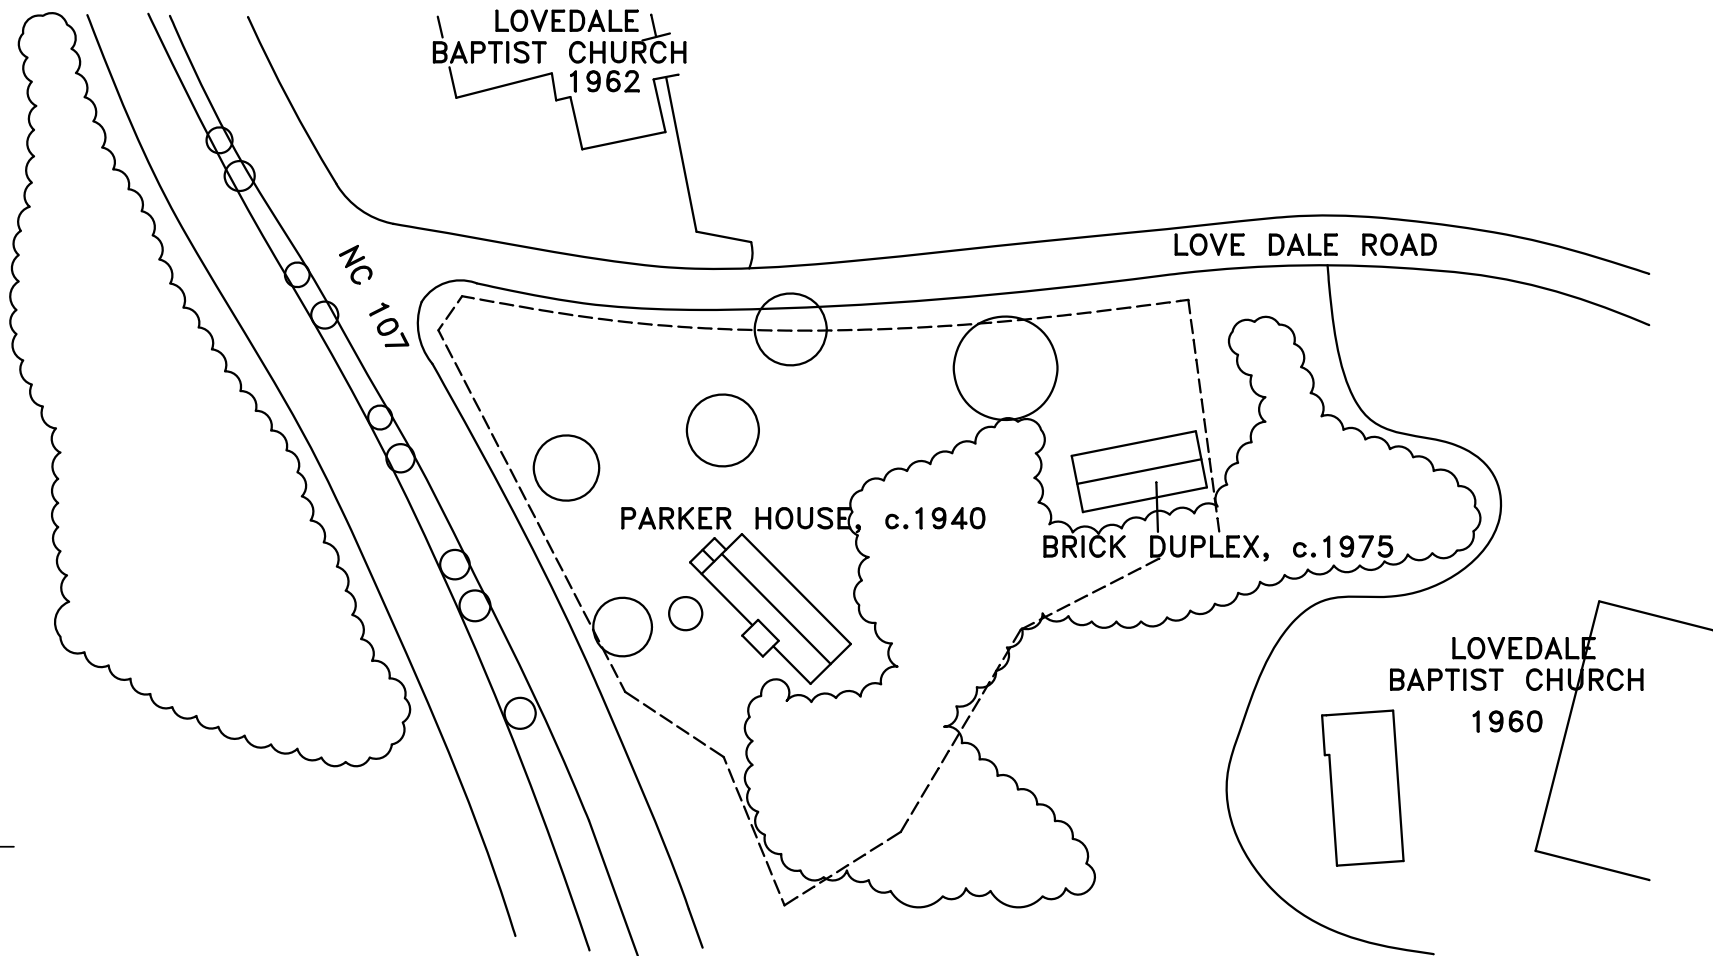 LOVEDALE
BAPTIST CHURCH
1962
LOVE DALE ROAD
NC 107
PARKER HOUSE, c.1940
BRICK DUPLEX, c.1975
LOVEDALE
BAPTIST CHURCH
1960